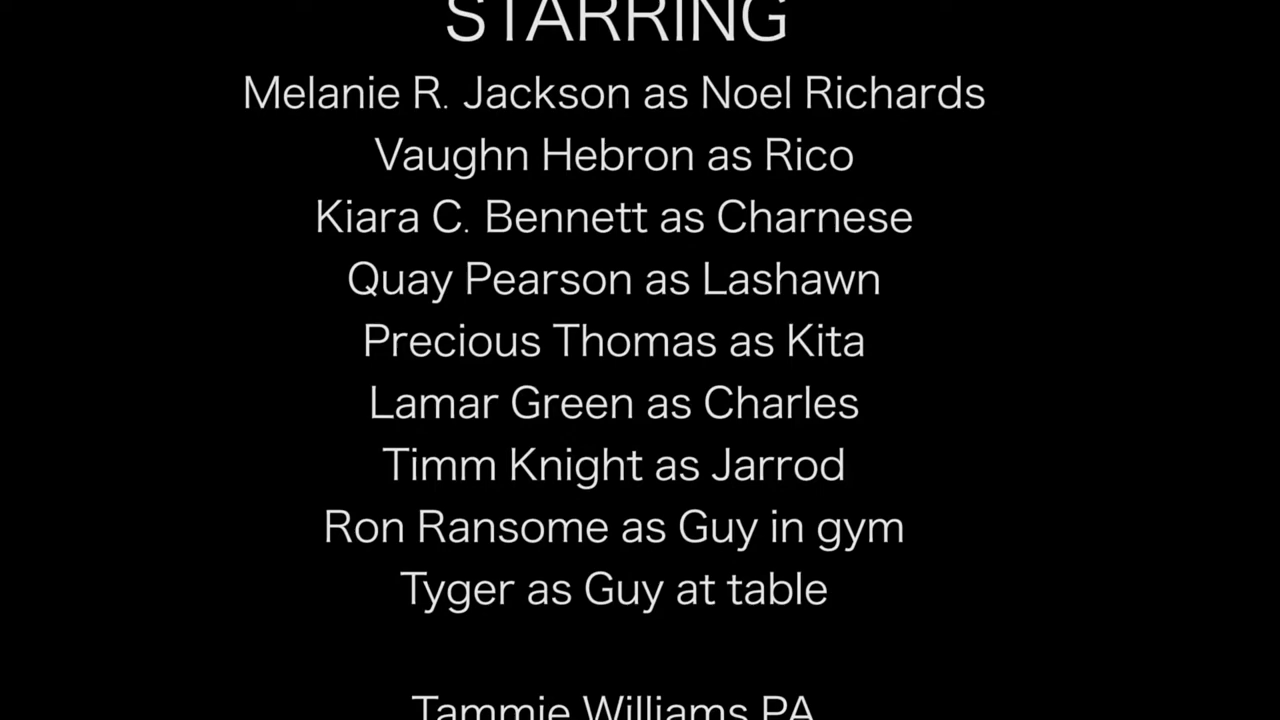 STARRING
Melanie R. Jackson as Noel Richards
Vaughn Hebron as Rico
Kiara C. Bennett as Charnese
Quay Pearson as Lashawn
Precious Thomas as Kita
Lamar Green as Charles
Timm Knight as Jarrod
Ron Ransome as Guy in gym
Tyger as Guy at table
Tammie Williams PA